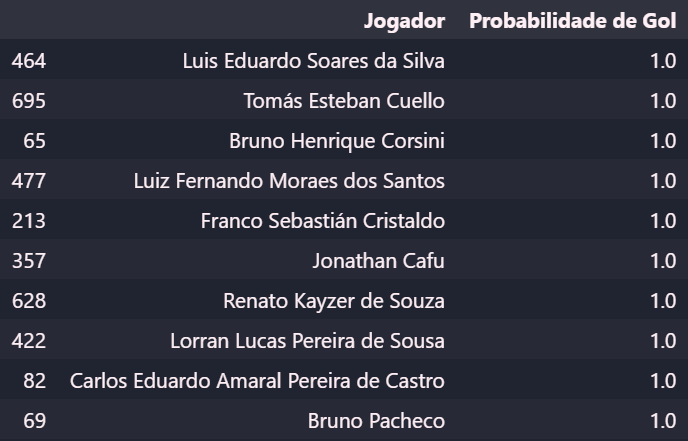 Jogador Probabilidade de Gol
464 Luis Eduardo Soares da Silva 1.0
695 Tomás Esteban Cuello 1.0
65 Bruno Henrique Corsini 1.0
477 Luiz Fernando Moraes dos Santos 1.0
213 Franco Sebastián Cristaldo 1.0
357 Jonathan Cafu 1.0
628 Renato Kayzer de Souza 1.0
422 Lorran Lucas Pereira de Sousa 1.0
82 Carlos Eduardo Amaral Pereira de Castro 1.0
69 Bruno Pacheco 1.0